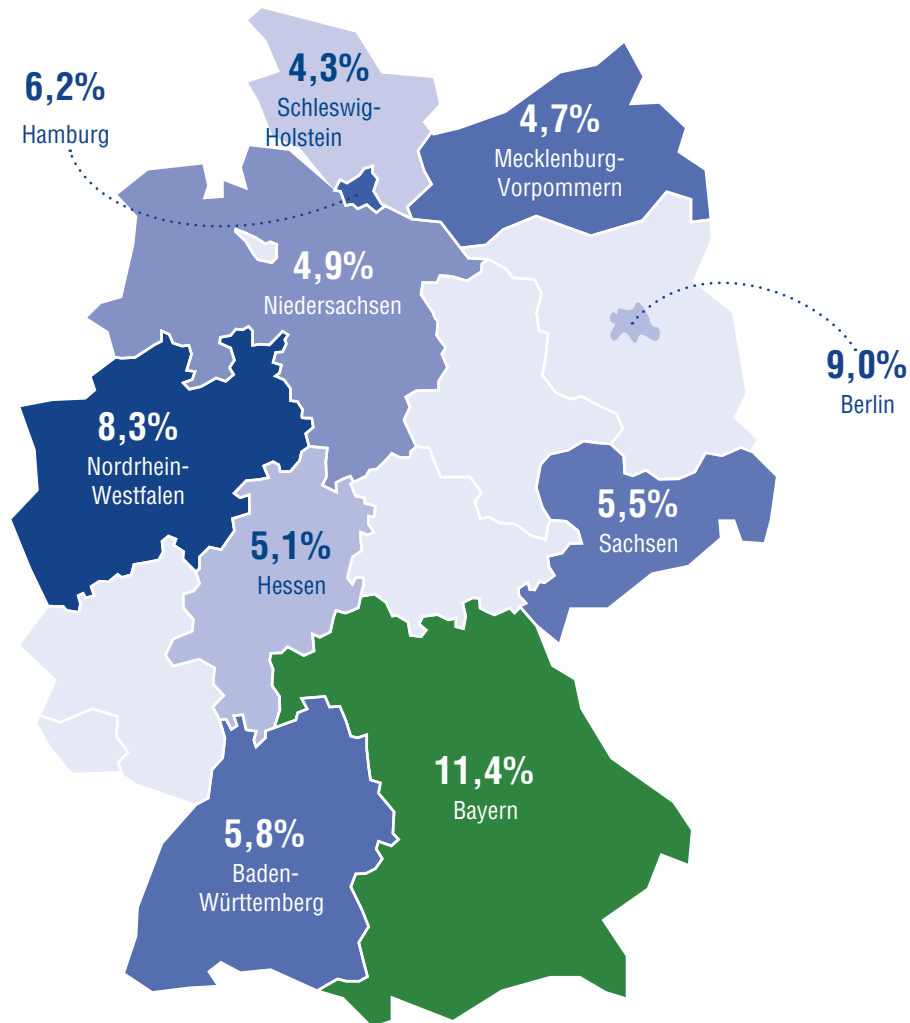 4,3%
Schleswig-
Holstein
6,2%
Hamburg
4,7%
Mecklenburg-
Vorpommern
4,9%
Niedersachsen
9,0%
Berlin
8,3%
Nordrhein-
Westfalen
5,5%
Sachsen
5,1%
Hessen
11,4%
Bayern
5,8%
Baden-
Württemberg